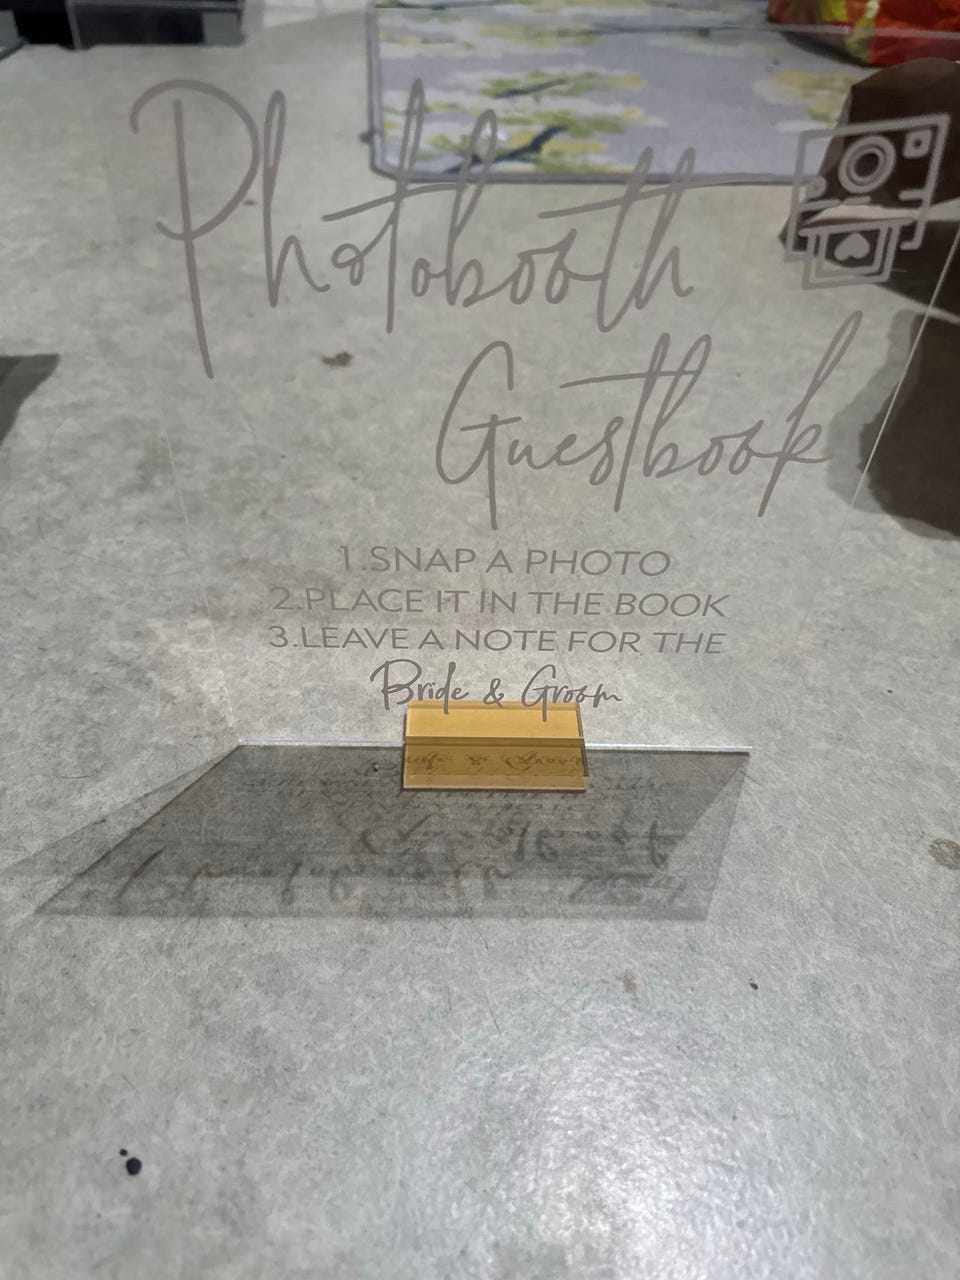 Photobooth
Guestbook
1.SNAP A PHOTO
2.PLACE IT IN THE BOOK
3.LEAVE A NOTE FOR THE
Bride & Groom